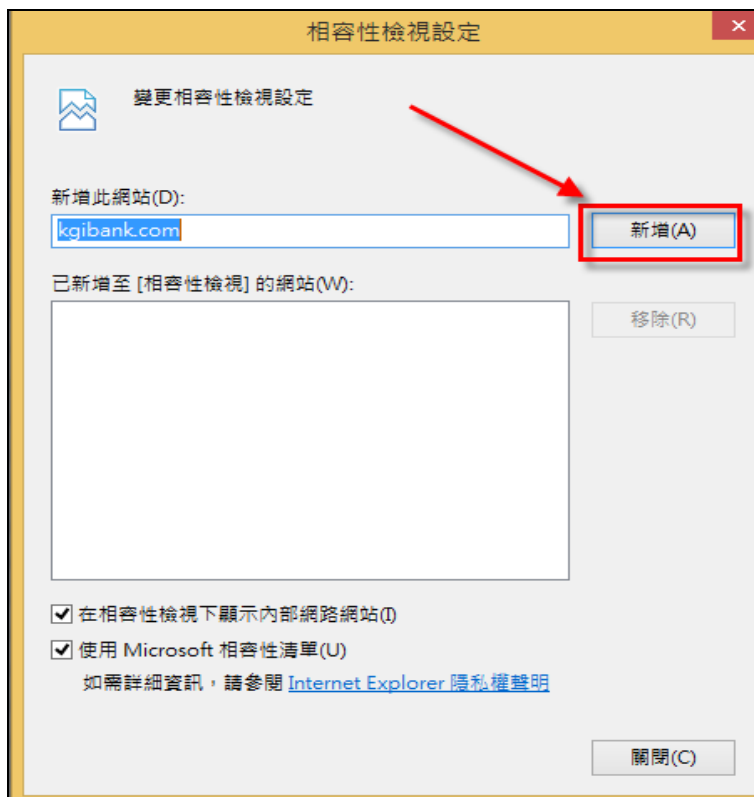 相容性檢視設定
變更相容性檢視設定
新增此網站(D):
kgibank.com
新增(A)
已新增至 [相容性檢視] 的網站(W):
移除(R)
在相容性檢視下顯示內部網路網站(I)
使用 Microsoft 相容性清單(U)
如需詳細資訊，請參閱 Internet Explorer 隱私權聲明
關閉(C)